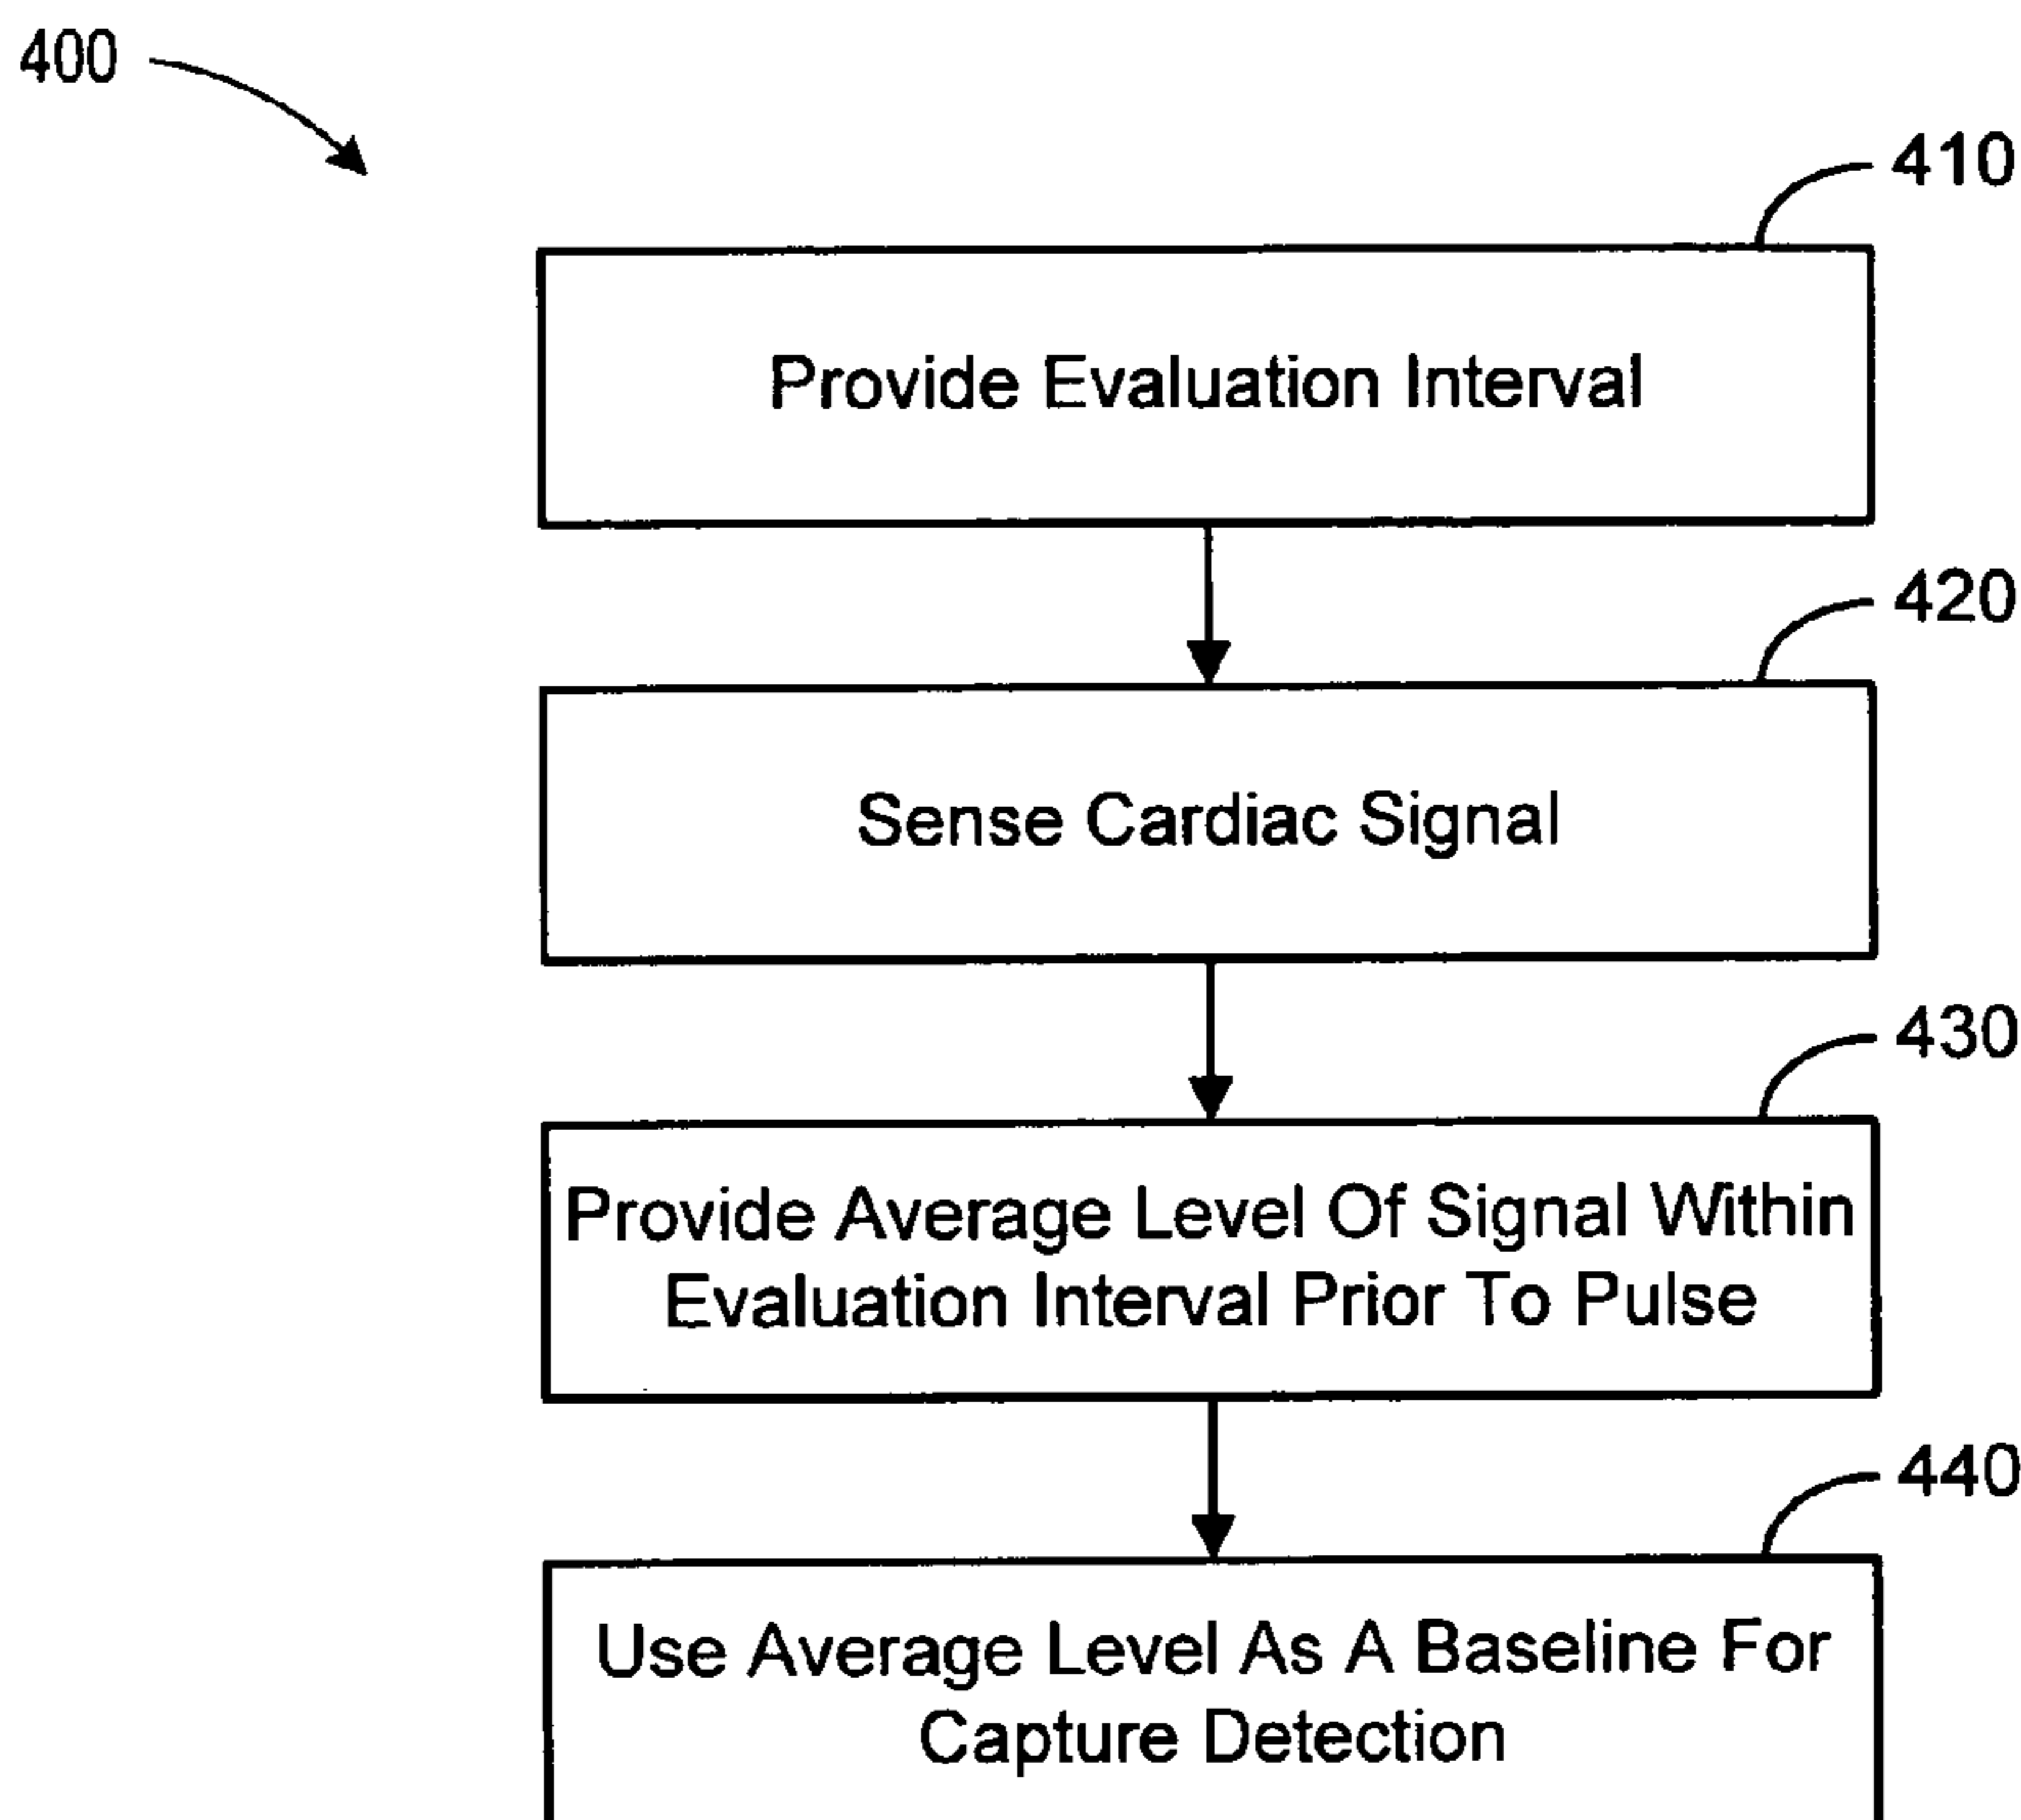 400
410
Provide Evaluation Interval
420
Sense Cardiac Signal
430
Provide Average Level Of Signal Within
Evaluation Interval Prior To Pulse
440
Use Average Level As A Baseline For
Capture Detection